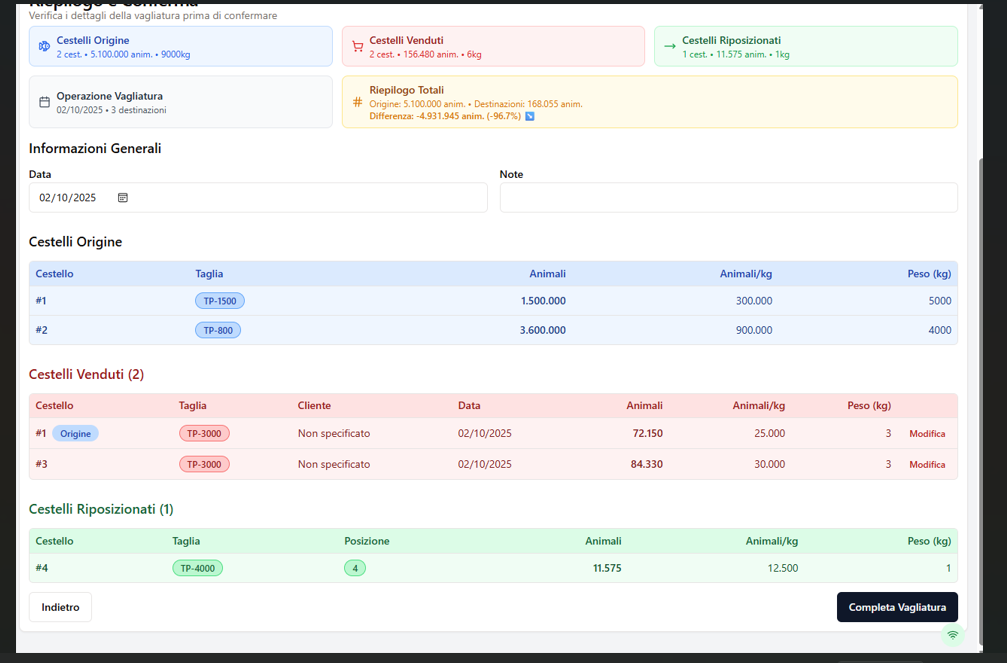 Riepilogo e Conferma
Verifica i dettagli della vagliatura prima di confermare
Cestelli Origine
2 cest. • 5.100.000 anim. • 9000kg
Cestelli Venduti
2 cest. • 156.480 anim. • 6kg
Cestelli Riposizionati
1 cest. • 11.575 anim. • 1kg
Operazione Vagliatura
02/10/2025 • 3 destinazioni
Riepilogo Totali
Origine: 5.100.000 anim. • Destinazioni: 168.055 anim.
Differenza: -4.931.945 anim. (-96.7%) ↘️
Informazioni Generali
Data Note
02/10/2025
Cestelli Origine
Cestello Taglia Animali Animali/kg Peso (kg)
#1 TP-1500 1.500.000 300.000 5000
#2 TP-800 3.600.000 900.000 4000
Cestelli Venduti (2)
Cestello Taglia Cliente Data Animali Animali/kg Peso (kg)
#1 Origine TP-3000 Non specificato 02/10/2025 72.150 25.000 3 Modifica
#3 TP-3000 Non specificato 02/10/2025 84.330 30.000 3 Modifica
Cestelli Riposizionati (1)
Cestello Taglia Posizione Animali Animali/kg Peso (kg)
#4 TP-4000 4 11.575 12.500 1
Indietro Completa Vagliatura